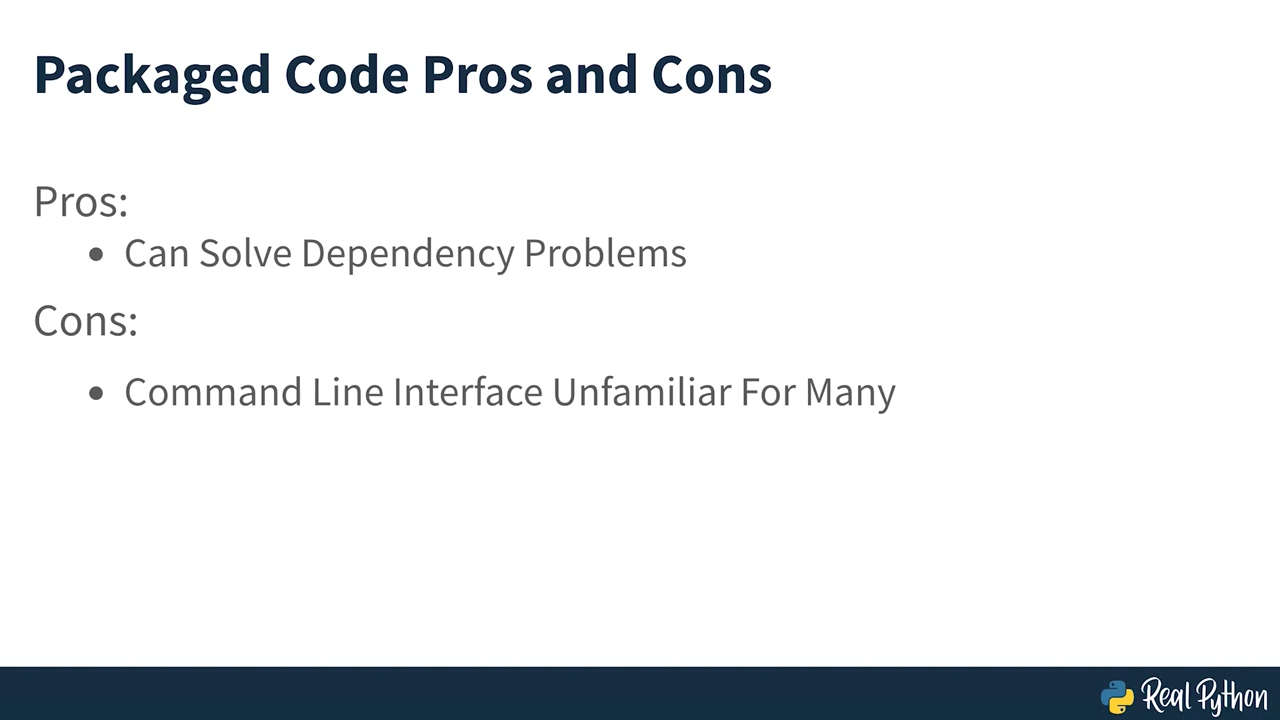 Packaged Code Pros and Cons
Pros:
• Can Solve Dependency Problems
Cons:
• Command Line Interface Unfamiliar For Many
Real Python